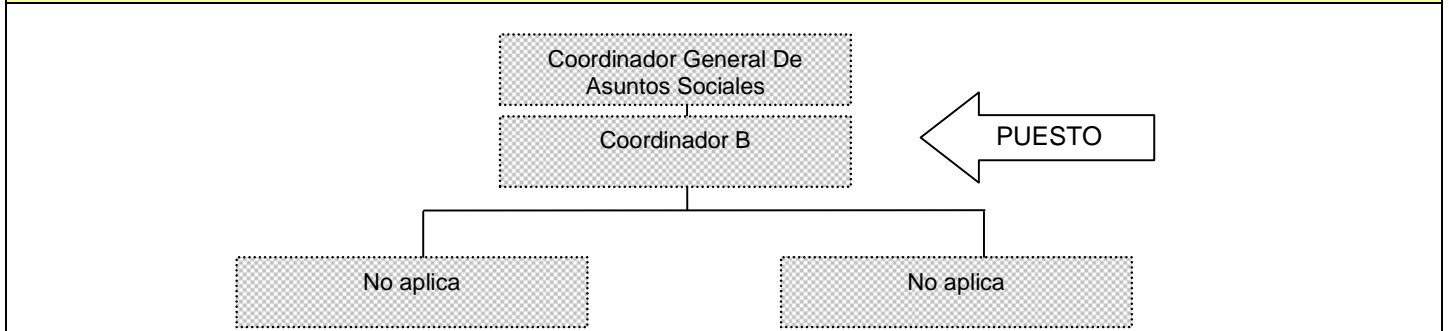 Coordinador General De
Asuntos Sociales
Coordinador B
PUESTO
No aplica
No aplica